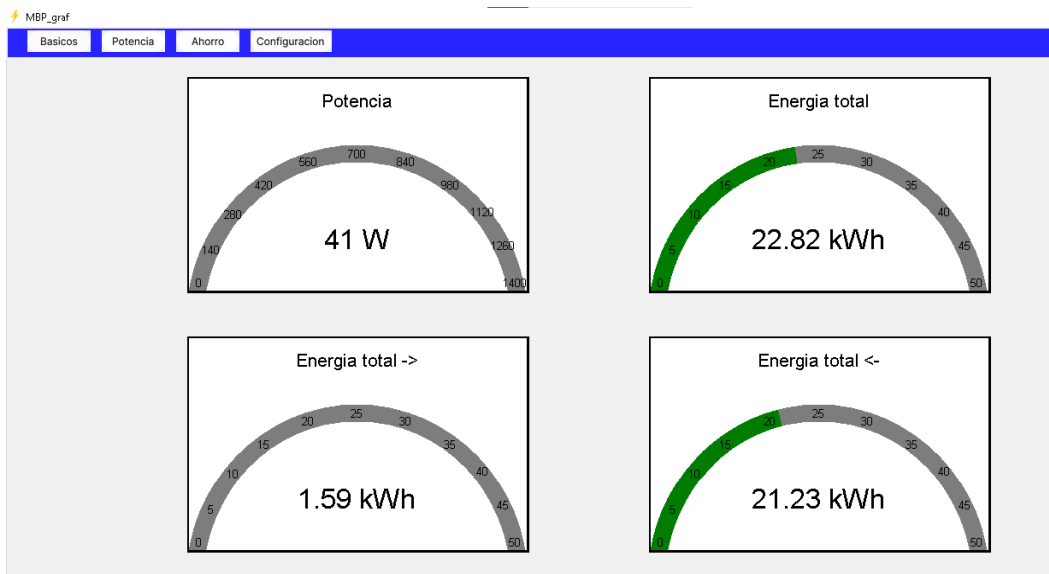 MBP_graf
Basicos Potencia Ahorro Configuracion
Potencia
0 140 280 420 560 700 840 980 1120 1260 1400
41 W
Energia total
0 5 10 15 20 25 30 35 40 45 50
22.82 kWh
Energia total ->
0 5 10 15 20 25 30 35 40 45 50
1.59 kWh
Energia total <-
0 5 10 15 20 25 30 35 40 45 50
21.23 kWh